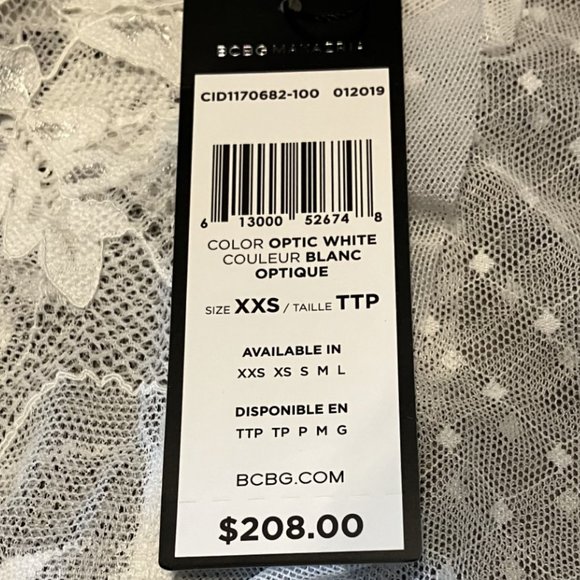 BCBGMAXAZRIA
CID1170682-100 012019
6 13000 52674 8
COLOR OPTIC WHITE
COULEUR BLANC
OPTIQUE
SIZE XXS / TAILLE TTP
AVAILABLE IN
XXS XS S M L
DISPONIBLE EN
TTP TP P M G
BCBG.COM
$208.00